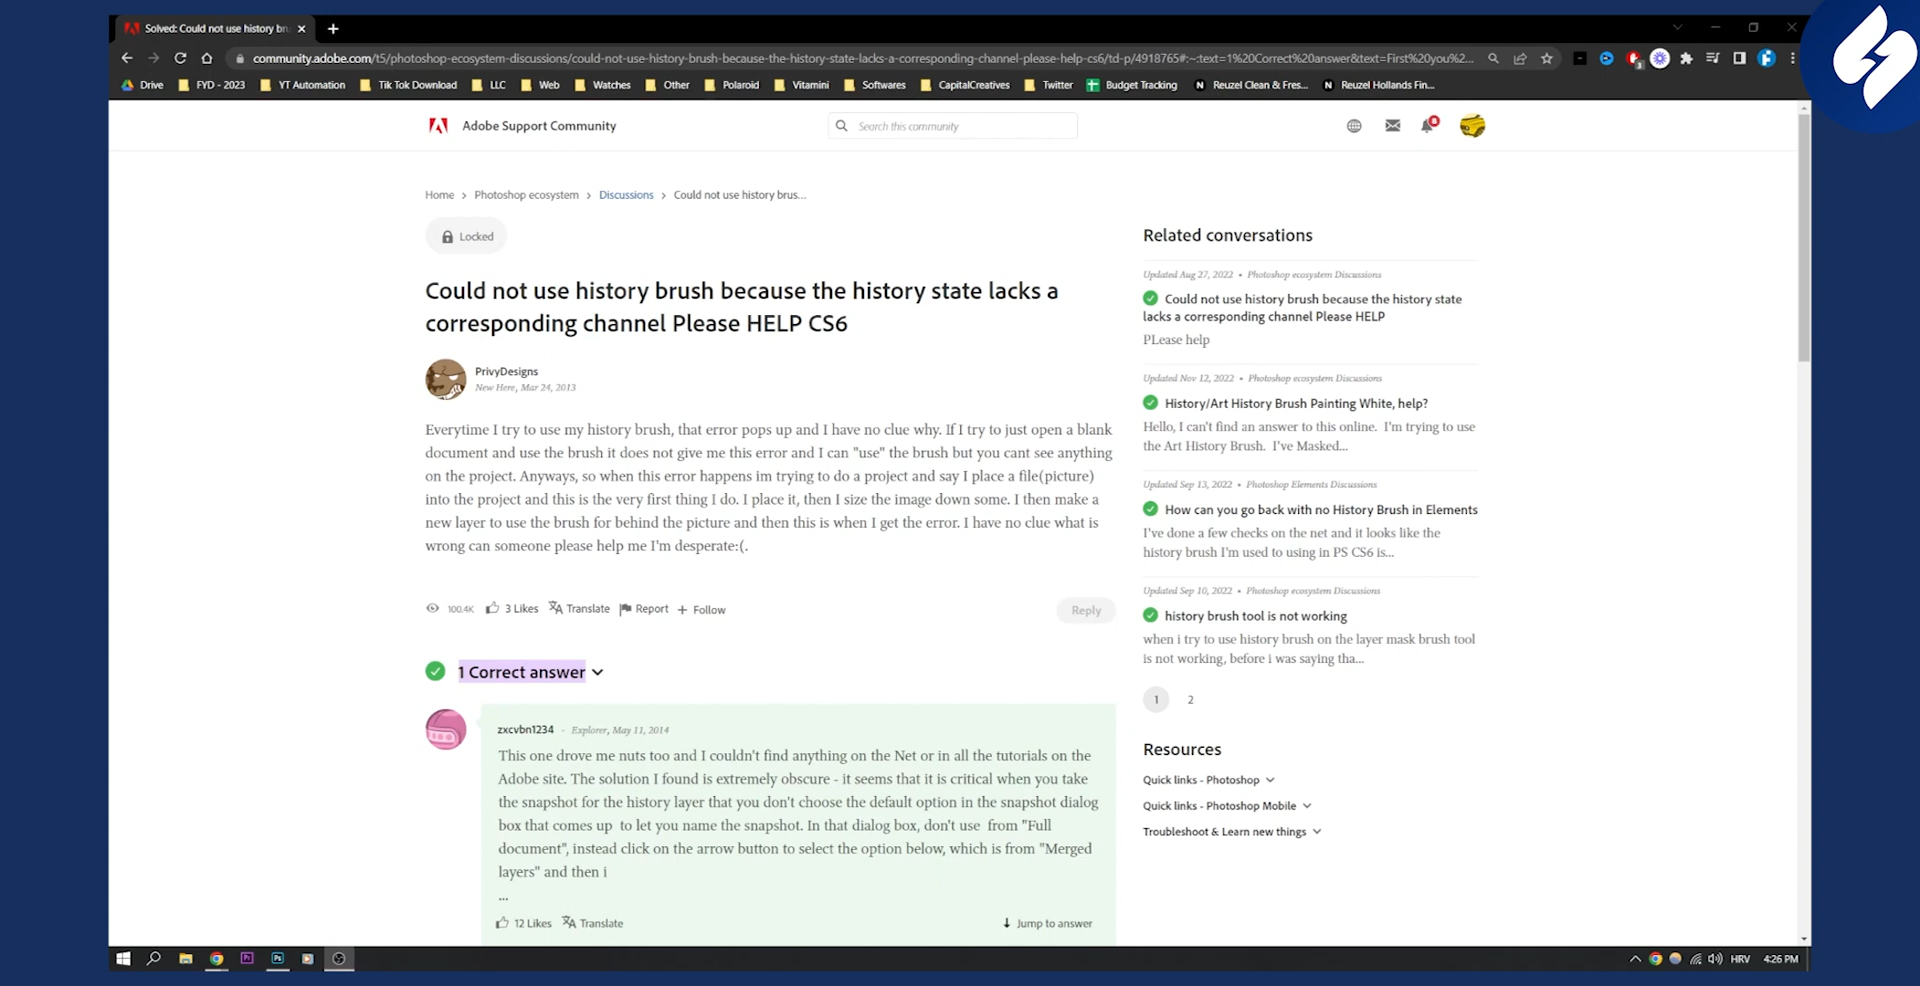 Solved: Could not use history bru
community.adobe.com/t5/photoshop-ecosystem-discussions/could-not-use-history-brush-because-the-history-state-lacks-a-corresponding-channel-please-help-cs6/td-p/4918765#:~:text=1%20Correct%20answer&text=First%20you%2...
Drive FYD - 2023 YT Automation Tik Tok Download LLC Web Watches Other Polaroid Vitamini Softwares CapitalCreatives Twitter Budget Tracking Reuzel Clean & Fres... Reuzel Hollands Fin...
Adobe Support Community
Search this community
8
Home > Photoshop ecosystem > Discussions > Could not use history brus...
Locked
Could not use history brush because the history state lacks a
corresponding channel Please HELP CS6
PrivyDesigns
New Here, Mar 24, 2013
Everytime I try to use my history brush, that error pops up and I have no clue why. If I try to just open a blank
document and use the brush it does not give me this error and I can "use" the brush but you cant see anything
on the project. Anyways, so when this error happens im trying to do a project and say I place a file(picture)
into the project and this is the very first thing I do. I place it, then I size the image down some. I then make a
new layer to use the brush for behind the picture and then this is when I get the error. I have no clue what is
wrong can someone please help me I'm desperate:(.
100.4K 3 Likes Translate Report + Follow
Reply
1 Correct answer
zxcvbn1234 - Explorer, May 11, 2014
This one drove me nuts too and I couldn't find anything on the Net or in all the tutorials on the
Adobe site. The solution I found is extremely obscure - it seems that it is critical when you take
the snapshot for the history layer that you don't choose the default option in the snapshot dialog
box that comes up to let you name the snapshot. In that dialog box, don't use from "Full
document", instead click on the arrow button to select the option below, which is from "Merged
layers" and then i
...
12 Likes Translate
Jump to answer
Related conversations
Updated Aug 27, 2022 • Photoshop ecosystem Discussions
Could not use history brush because the history state
lacks a corresponding channel Please HELP
PLease help
Updated Nov 12, 2022 • Photoshop ecosystem Discussions
History/Art History Brush Painting White, help?
Hello, I can't find an answer to this online. I'm trying to use
the Art History Brush. I've Masked...
Updated Sep 13, 2022 • Photoshop Elements Discussions
How can you go back with no History Brush in Elements
I've done a few checks on the net and it looks like the
history brush I'm used to using in PS CS6 is...
Updated Sep 10, 2022 • Photoshop ecosystem Discussions
history brush tool is not working
when i try to use history brush on the layer mask brush tool
is not working, before i was saying tha...
1 2
Resources
Quick links - Photoshop
Quick links - Photoshop Mobile
Troubleshoot & Learn new things
Pr Ps HRV 4:26 PM